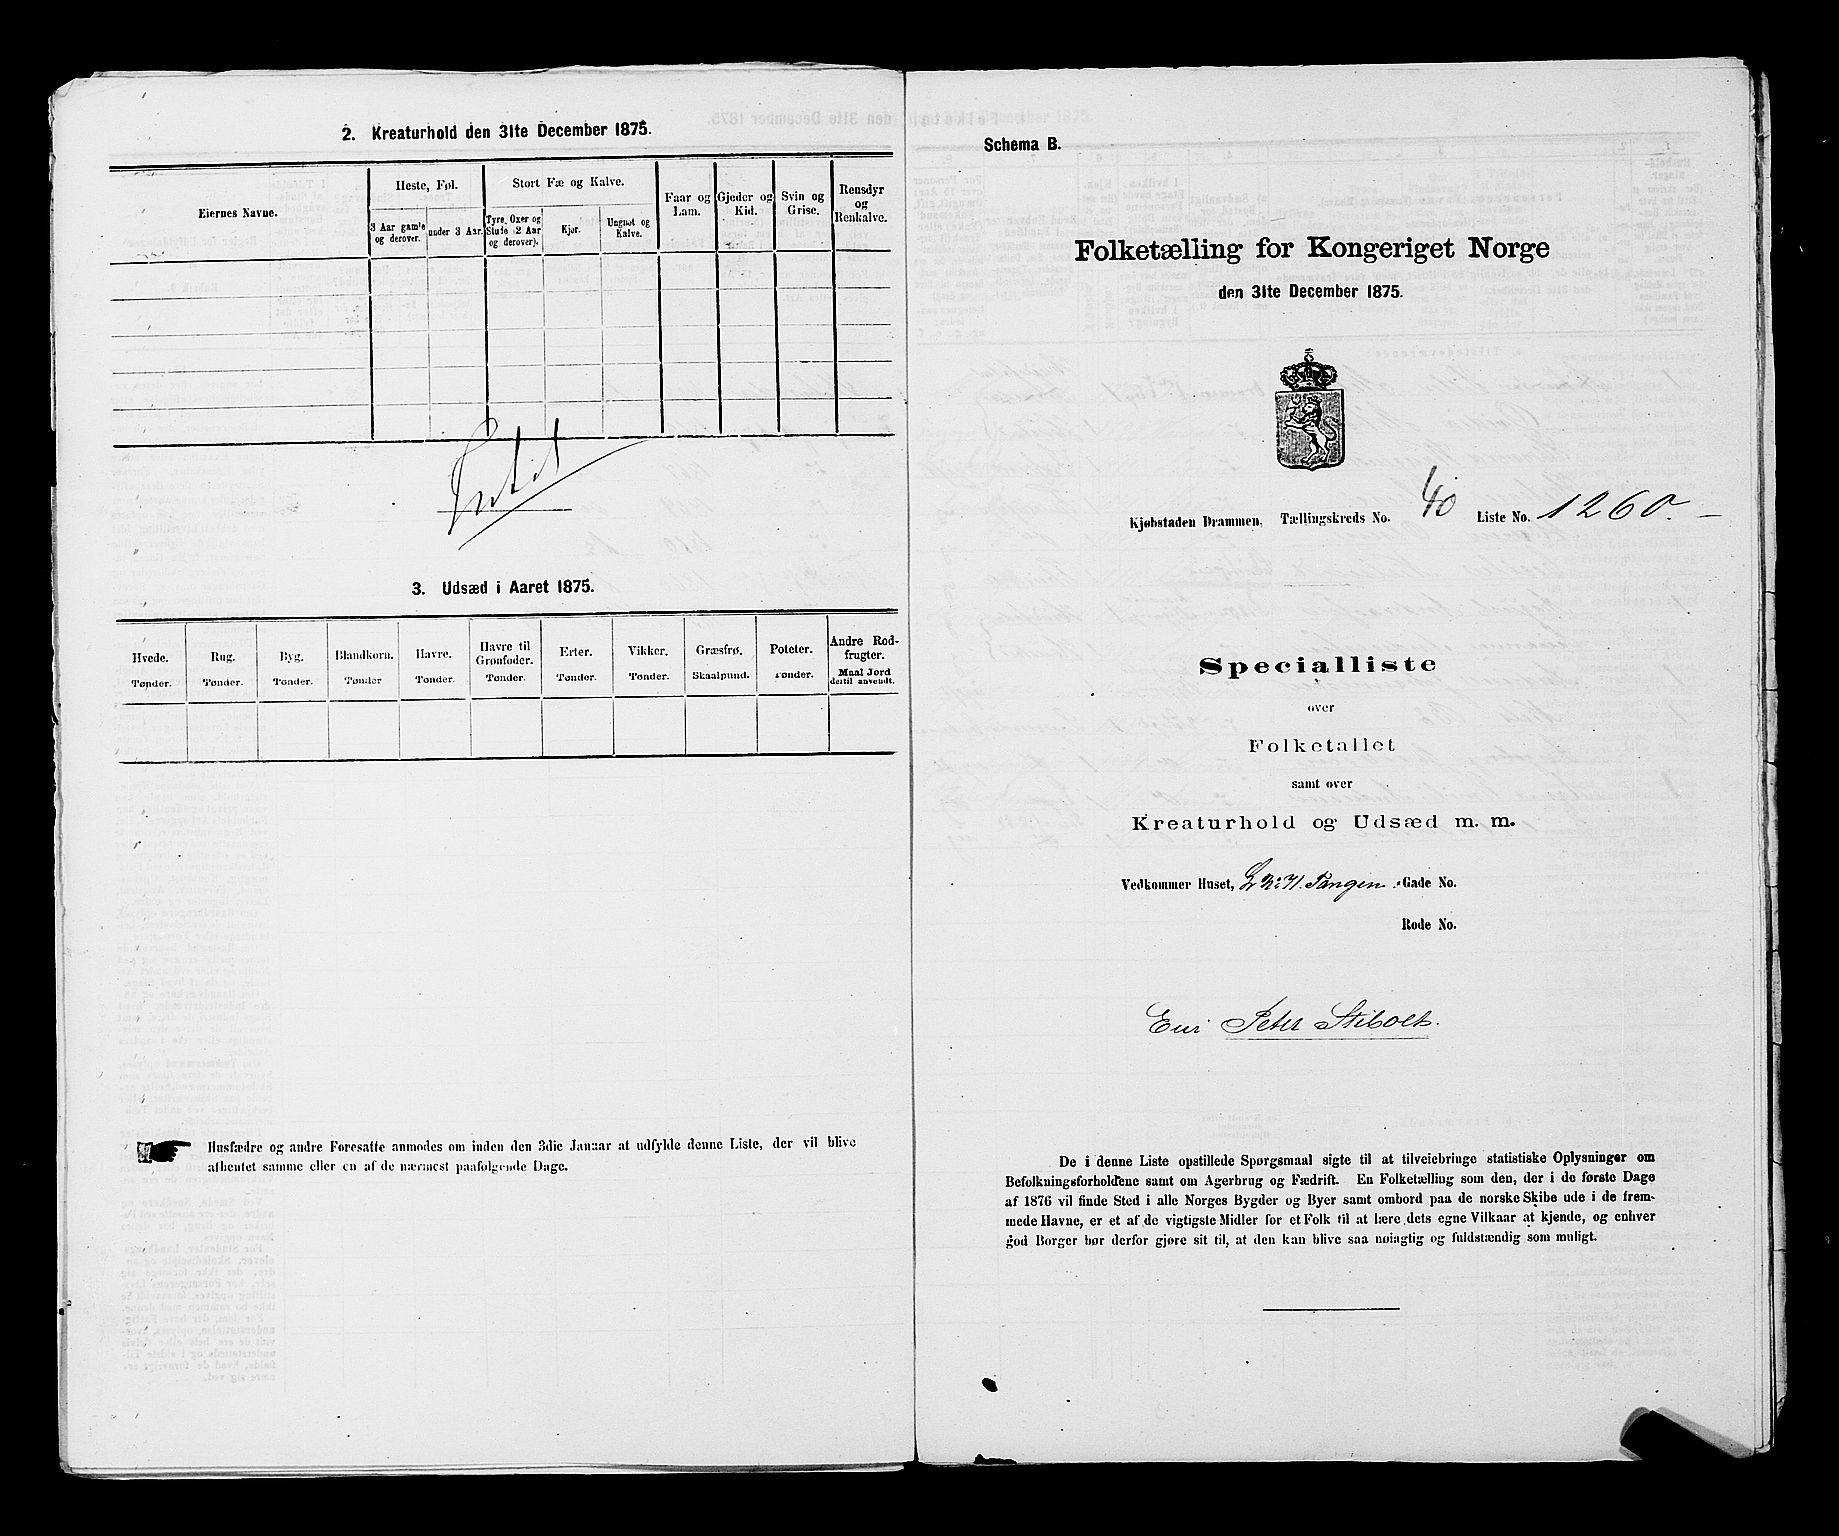 2. Kreaturhold den 31te December 1875.
Eiernes Navne.
Heste, Føl.
3 Aar gamle og derover.
under 3 Aar.
Stort Fæ og Kalve.
Tyre, Oxer og Stude (2 Aar og derover).
Kjør.
Ungnøt og Kalve.
Faar og Lam.
Gjeder og Kid.
Svin og Grise.
Rensdyr og Renkalve.
3. Udsæd i Aaret 1875.
Hvede. Tønder.
Rug. Tønder.
Byg. Tønder.
Blandkorn. Tønder
Havre. Tønder.
Havre til Grønfoder. Tønder.
Erter. Tønder.
Vikker. Tønder.
Græsfrø. Skaalpund.
Poteter. Tønder.
Andre Rodfrugter. Maal Jord dertil anvendt.
Husfædre og andre Foresatte anmodes om inden den 3die Januar at udfylde denne Liste, der vil blive
afhentet samme eller en af de nærmest paafølgende Dage.
Schema B.
Folketælling for Kongeriget Norge
den 31te December 1875.
Kjøbstaden Drammen, Tællingskreds No. 40 Liste No. 1260.
Specialliste
over
Folketallet
samt over
Kreaturhold og Udsæd m. m.
Vedkommer Huset, Tangen Gade No.
Rode No.
Eier Peter Stibolt.
De i denne Liste opstillede Spørgsmaal sigte til at tilveiebringe statistiske Oplysninger om
Befolkningsforholdene samt om Agerbrug og Fædrift. En Folketælling som den, der i de første Dage
af 1876 vil finde Sted i alle Norges Bygder og Byer samt ombord paa de norske Skibe ude i de frem-
mede Havne, er et af de vigtigste Midler for et Folk til at lære dets egne Vilkaar at kjende, og enhver
god Borger bør derfor gjøre sit til, at den kan blive saa nøiagtig og fuldstændig som muligt.